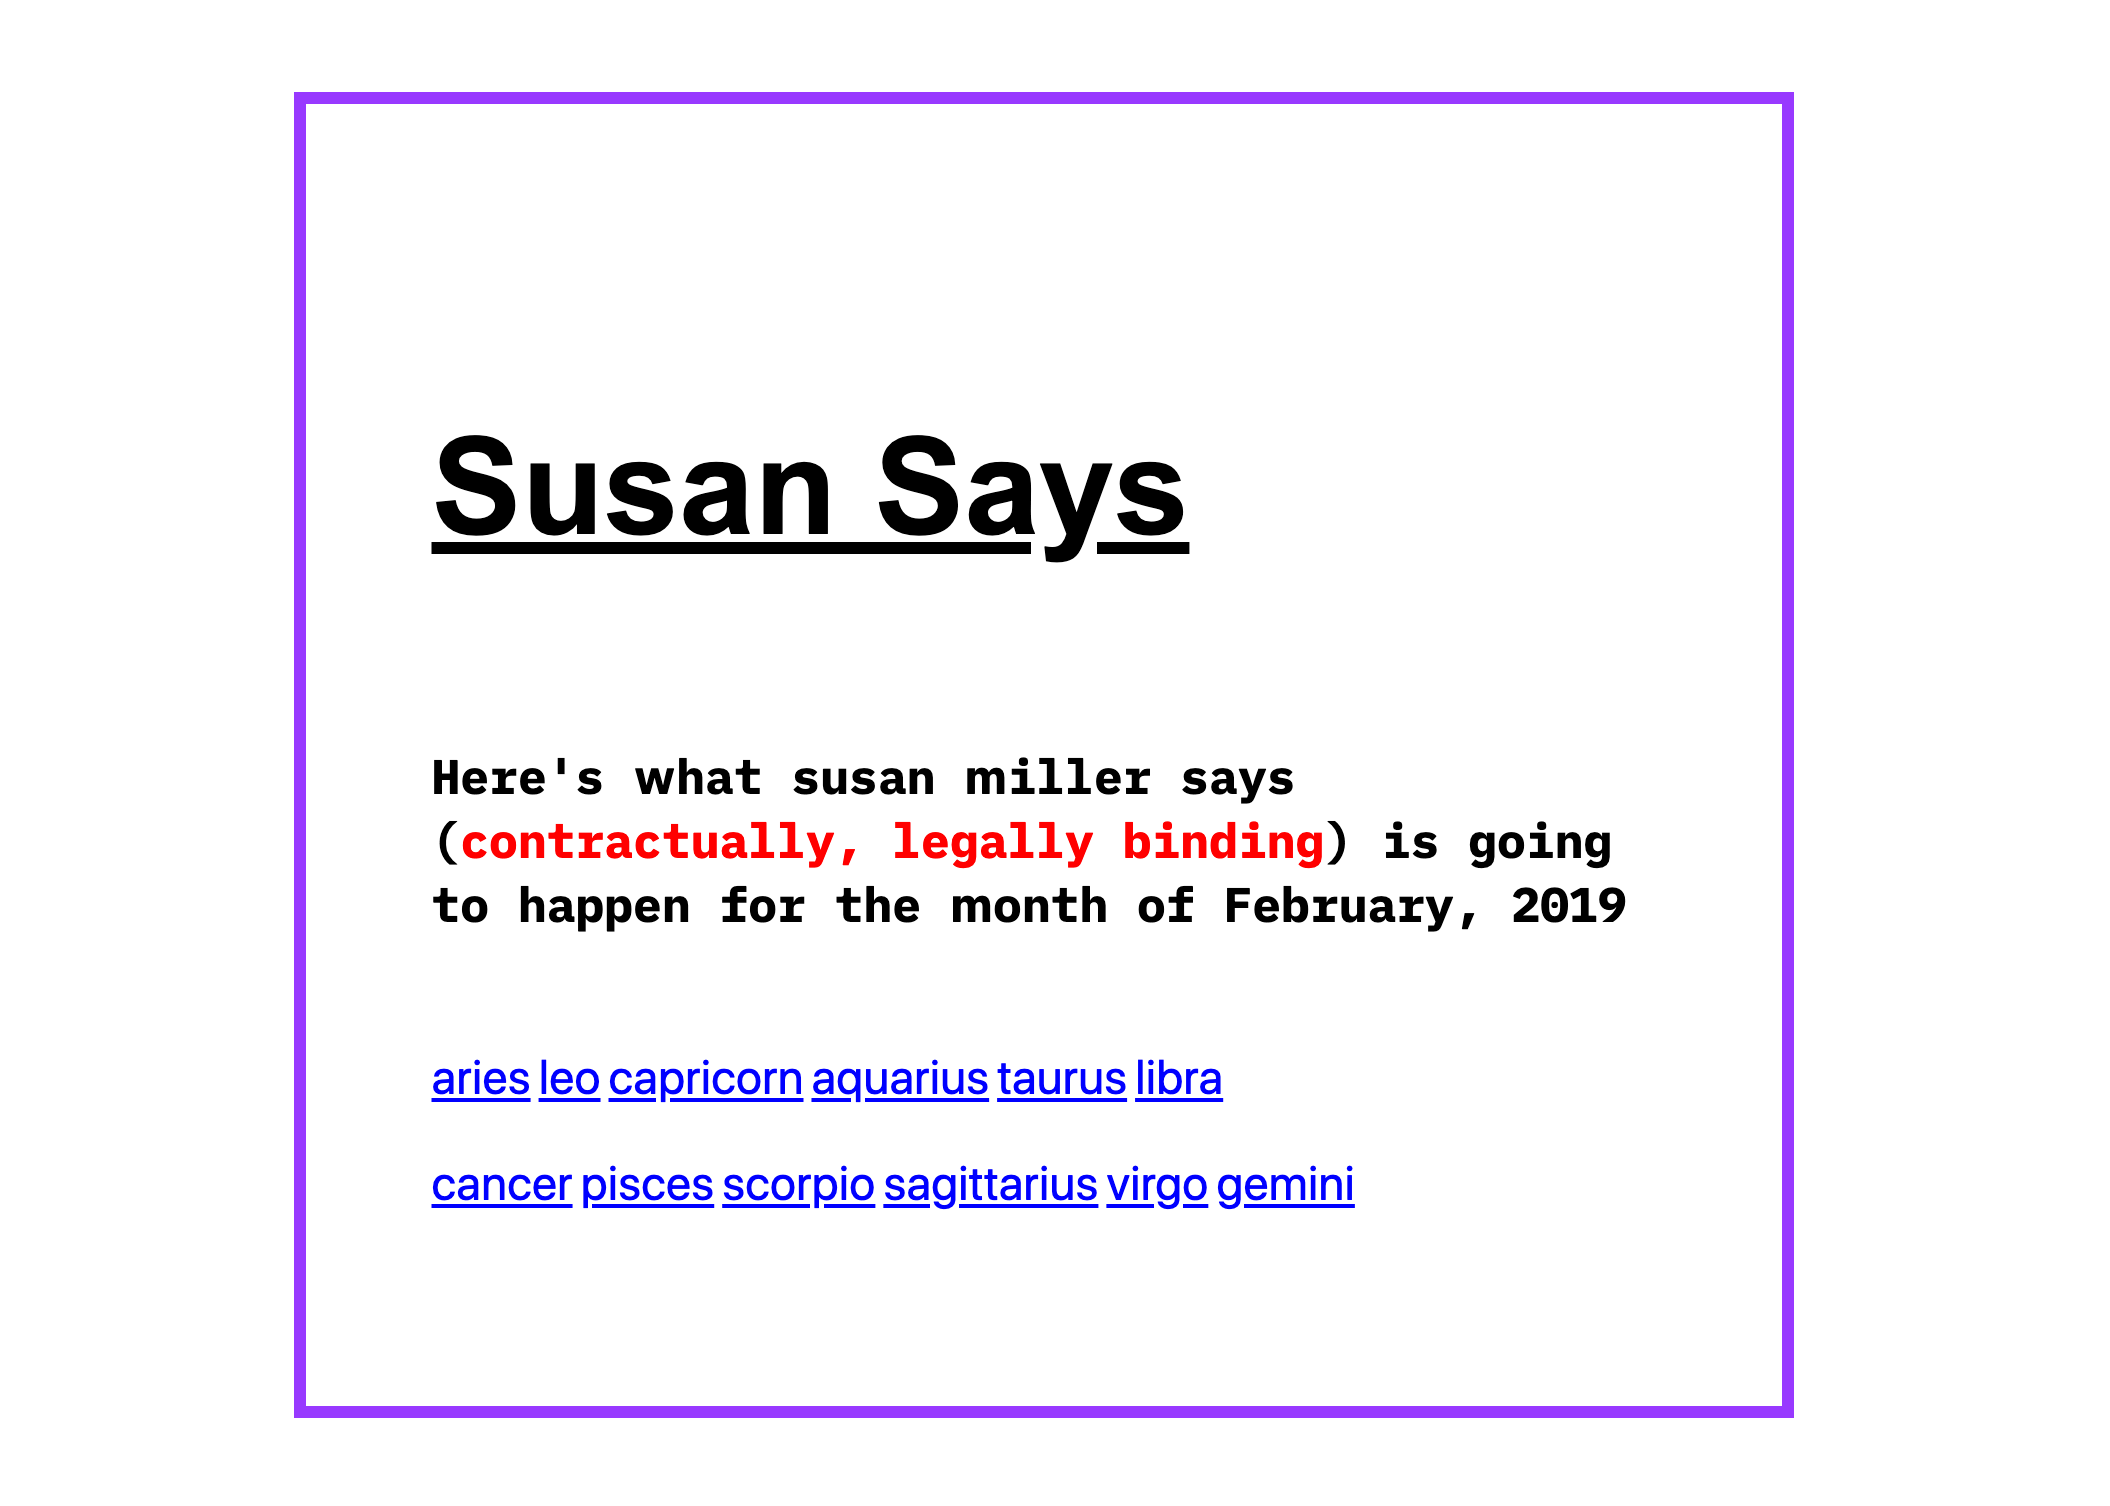 Susan Says
Here's what susan miller says
(contractually, legally binding) is going
to happen for the month of February, 2019
aries leo capricorn aquarius taurus libra
cancer pisces scorpio sagittarius virgo gemini